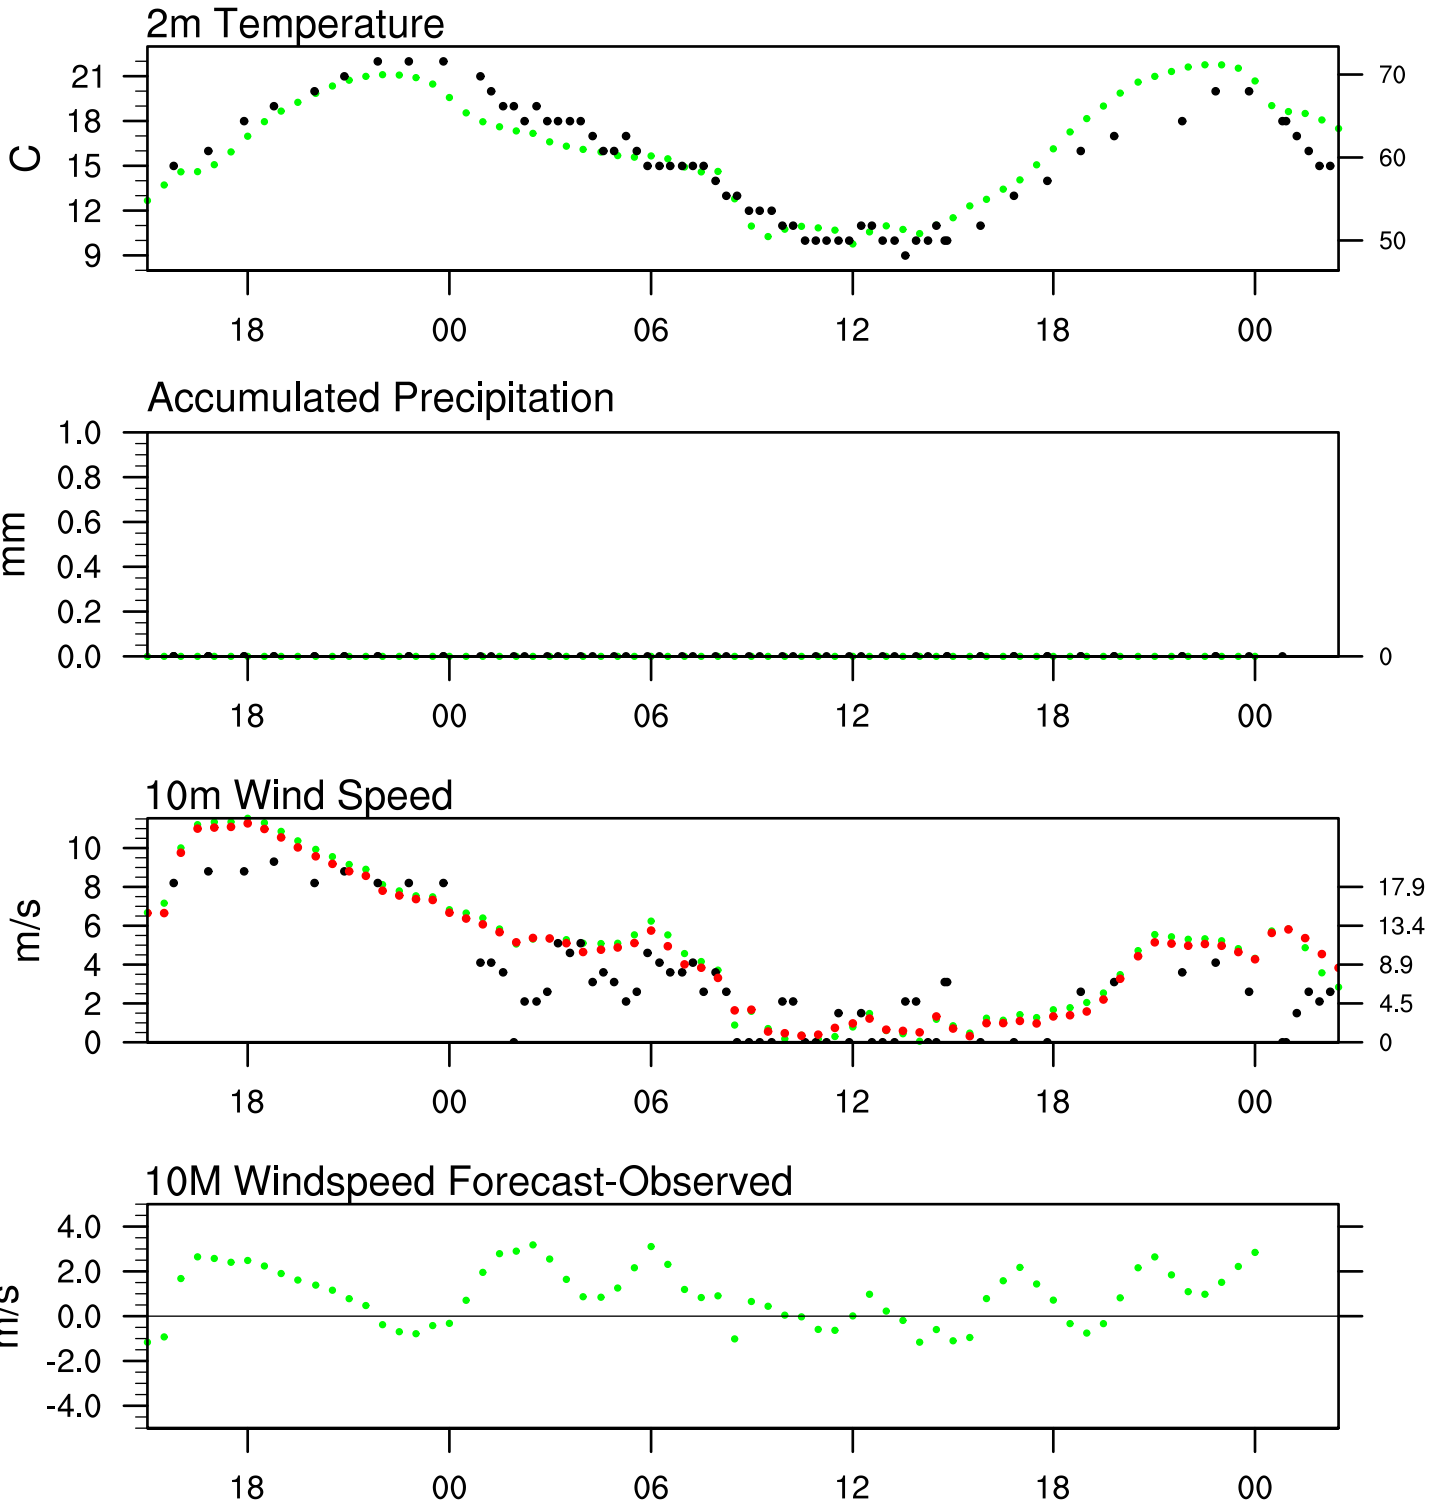 2m Temperature
21
18
15
12
9
C
70
60
50
18 00 06 12 18 00
Accumulated Precipitation
1.0
0.8
0.6
0.4
0.2
0.0
mm
0
18 00 06 12 18 00
10m Wind Speed
10
8
6
4
2
0
m/s
17.9
13.4
8.9
4.5
0
18 00 06 12 18 00
10M Windspeed Forecast-Observed
4.0
2.0
0.0
-2.0
-4.0
m/s
18 00 06 12 18 00